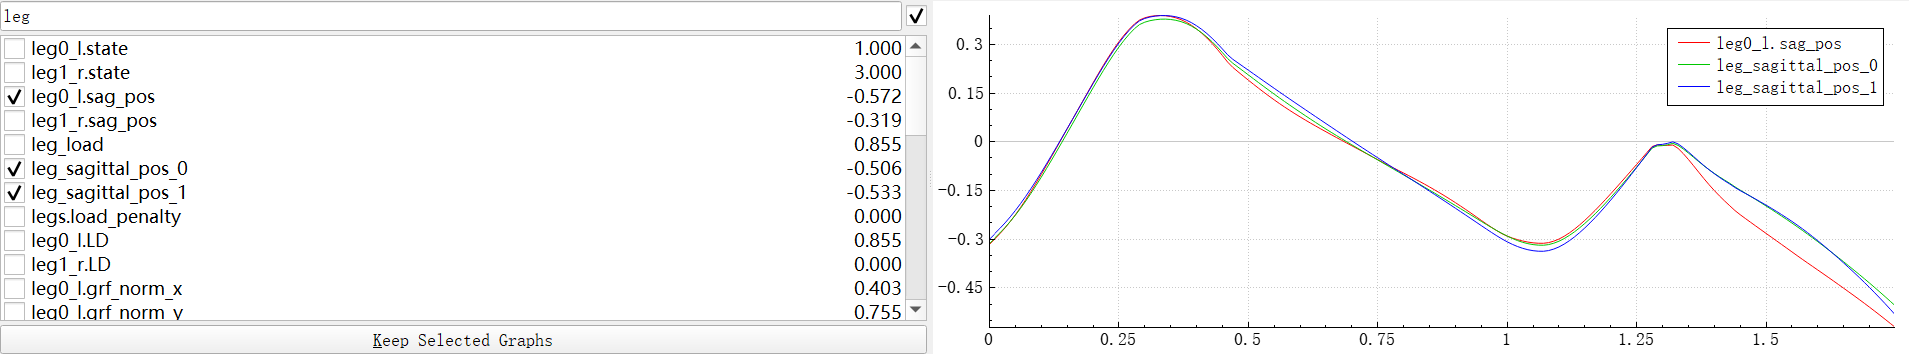 leg
leg0_l.state 1.000
leg1_r.state 3.000
leg0_l.sag_pos -0.572
leg1_r.sag_pos -0.319
leg_load 0.855
leg_sagittal_pos_0 -0.506
leg_sagittal_pos_1 -0.533
legs.load_penalty 0.000
leg0_l.LD 0.855
leg1_r.LD 0.000
leg0_l.grf_norm_x 0.403
leg0_l.grf_norm_y 0.755
Keep Selected Graphs
0.3
0.15
0
-0.15
-0.3
-0.45
leg0_l.sag_pos
leg_sagittal_pos_0
leg_sagittal_pos_1
0 0.25 0.5 0.75 1 1.25 1.5